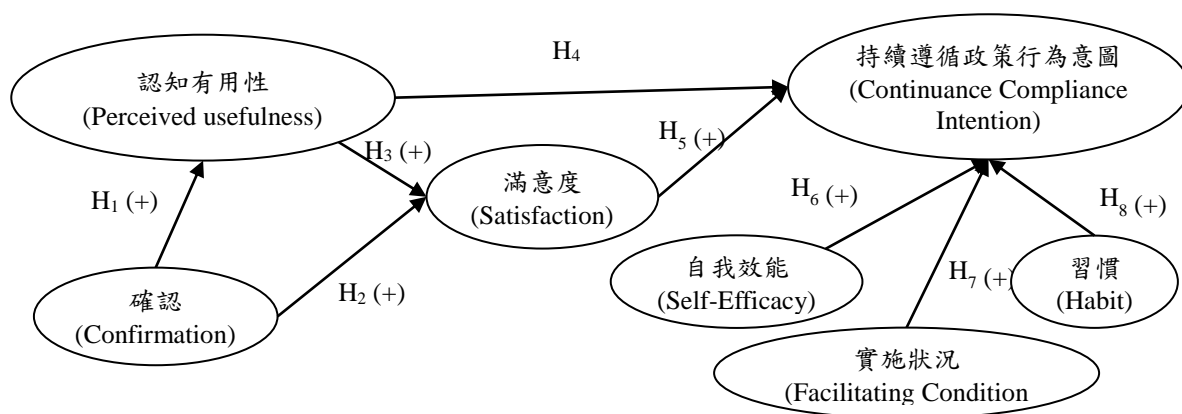 認知有用性
(Perceived usefulness)
H4
持續遵循政策行為意圖
(Continuance Compliance
Intention)
H3 (+)
H5 (+)
滿意度
(Satisfaction)
H1 (+)
H2 (+)
確認
(Confirmation)
H6 (+)
H7 (+)
H8 (+)
自我效能
(Self-Efficacy)
習慣
(Habit)
實施狀況
(Facilitating Condition